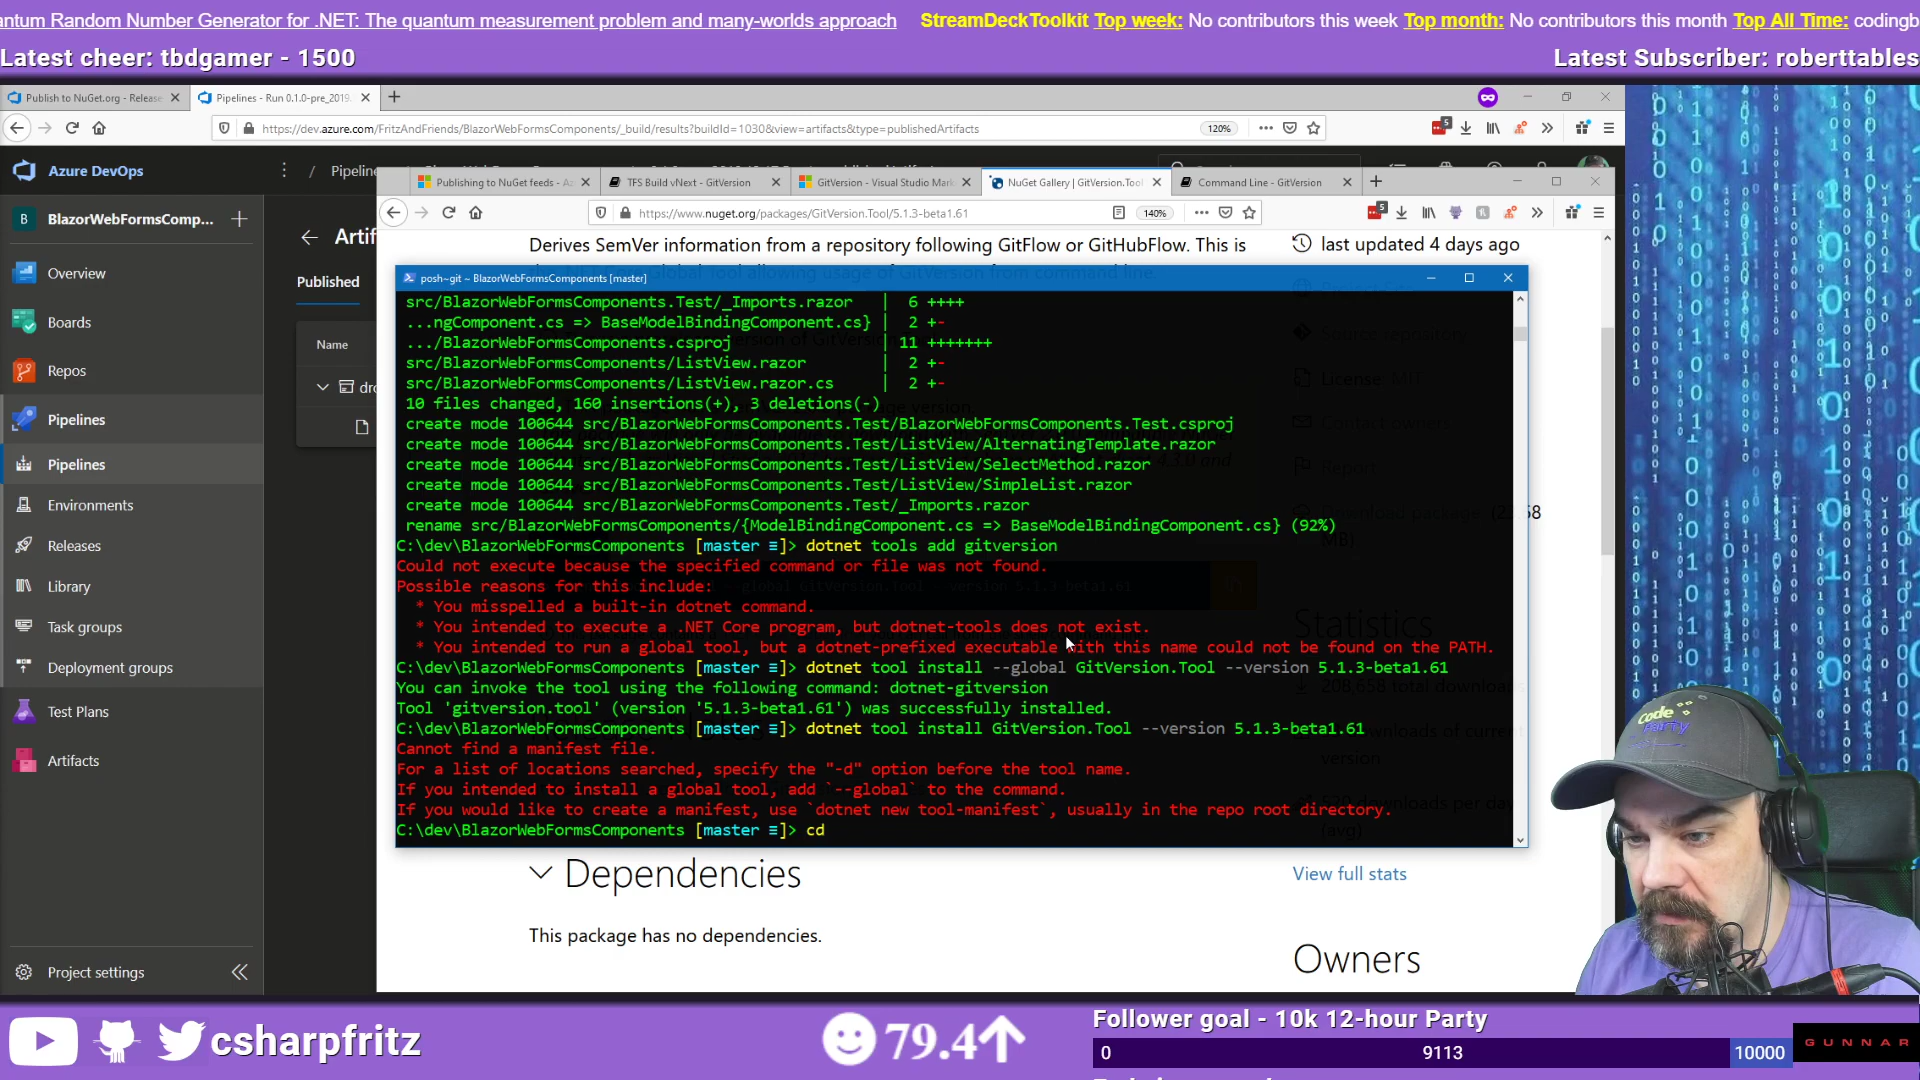 antum Random Number Generator for .NET: The quantum measurement problem and many-worlds approach StreamDeckToolkit Top week: No contributors this week Top month: No contributors this month Top All Time: codingb
Latest cheer: tbdgamer - 1500
Latest Subscriber: roberttables
Publish to NuGet.org - Release
Pipelines - Run 0.1.0-pre_2019.
https://dev.azure.com/FritzAndFriends/BlazorWebFormsComponents/_build/results?buildId=1030&view=artifacts&type=publishedArtifacts
120%
Azure DevOps
/ Pipeline
BlazorWebFormsComp...
Overview
Boards
Repos
Pipelines
Pipelines
Environments
Releases
Library
Task groups
Deployment groups
Test Plans
Artifacts
Project settings
Artif
Published
Name
dro
Publishing to NuGet feeds - Az
TFS Build vNext - GitVersion
GitVersion - Visual Studio Mark
NuGet Gallery | GitVersion.Tool
Command Line - GitVersion
https://www.nuget.org/packages/GitVersion.Tool/5.1.3-beta1.61
140%
Derives SemVer information from a repository following GitFlow or GitHubFlow. This is
last updated 4 days ago
posh~git ~ BlazorWebFormsComponents [master]
src/BlazorWebFormsComponents.Test/_Imports.razor | 6 ++++
...ngComponent.cs => BaseModelBindingComponent.cs} | 2 +-
.../BlazorWebFormsComponents.csproj | 11 +++++++
src/BlazorWebFormsComponents/ListView.razor | 2 +-
src/BlazorWebFormsComponents/ListView.razor.cs | 2 +-
10 files changed, 160 insertions(+), 3 deletions(-)
create mode 100644 src/BlazorWebFormsComponents.Test/BlazorWebFormsComponents.Test.csproj
create mode 100644 src/BlazorWebFormsComponents.Test/ListView/AlternatingTemplate.razor
create mode 100644 src/BlazorWebFormsComponents.Test/ListView/SelectMethod.razor
create mode 100644 src/BlazorWebFormsComponents.Test/ListView/SimpleList.razor
create mode 100644 src/BlazorWebFormsComponents.Test/_Imports.razor
rename src/BlazorWebFormsComponents/{ModelBindingComponent.cs => BaseModelBindingComponent.cs} (92%)
C:\dev\BlazorWebFormsComponents [master ≡]> dotnet tools add gitversion
Could not execute because the specified command or file was not found.
Possible reasons for this include:
* You misspelled a built-in dotnet command.
* You intended to execute a .NET Core program, but dotnet-tools does not exist.
* You intended to run a global tool, but a dotnet-prefixed executable with this name could not be found on the PATH.
C:\dev\BlazorWebFormsComponents [master ≡]> dotnet tool install --global GitVersion.Tool --version 5.1.3-beta1.61
You can invoke the tool using the following command: dotnet-gitversion
Tool 'gitversion.tool' (version '5.1.3-beta1.61') was successfully installed.
C:\dev\BlazorWebFormsComponents [master ≡]> dotnet tool install GitVersion.Tool --version 5.1.3-beta1.61
Cannot find a manifest file.
For a list of locations searched, specify the "-d" option before the tool name.
If you intended to install a global tool, add `--global` to the command.
If you would like to create a manifest, use `dotnet new tool-manifest`, usually in the repo root directory.
C:\dev\BlazorWebFormsComponents [master ≡]> cd
Dependencies
This package has no dependencies.
View full stats
Owners
Code
Party
csharpfritz
79.4
Follower goal - 10k 12-hour Party
0 9113 10000
GUNNAR